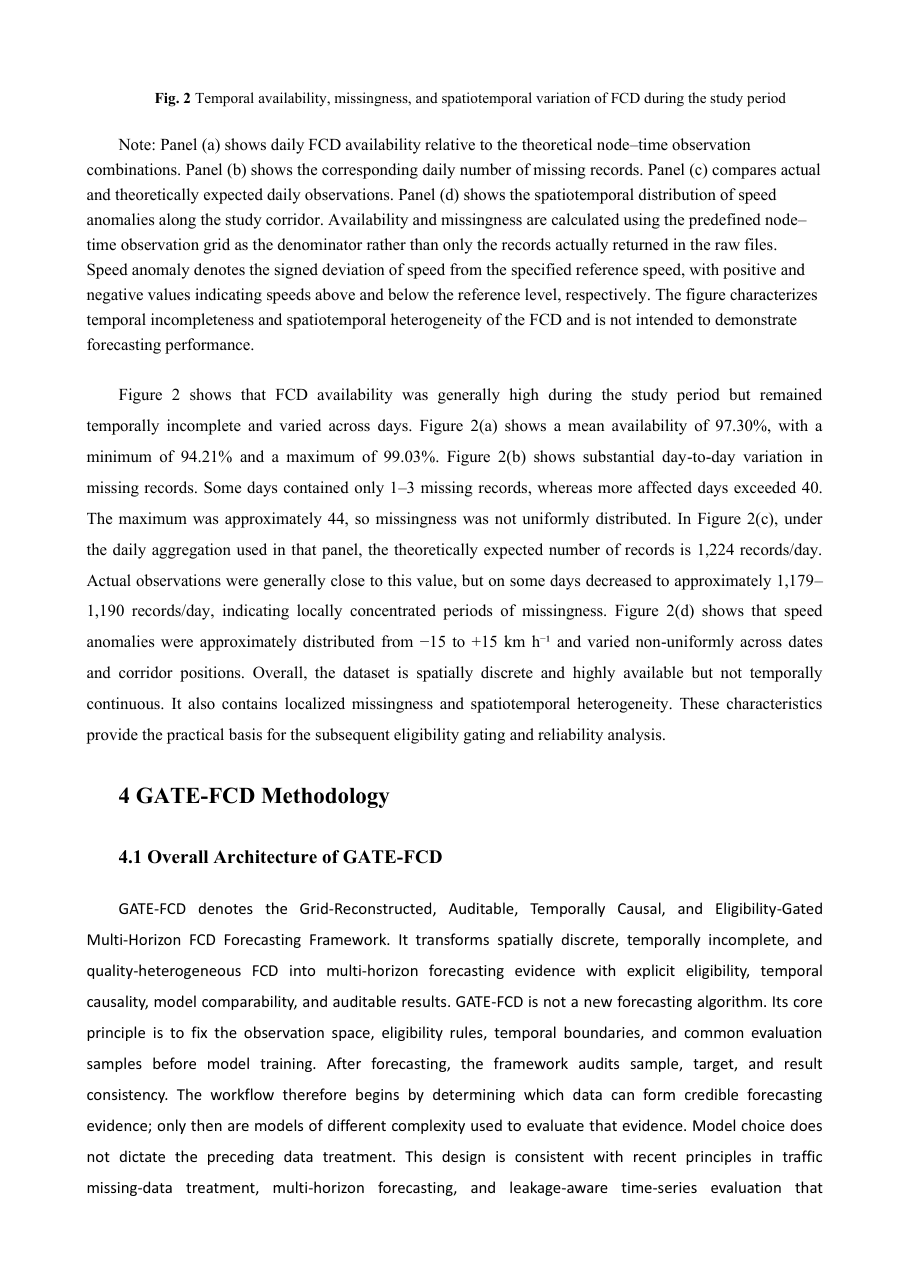 Fig. 2 Temporal availability, missingness, and spatiotemporal variation of FCD during the study period
Note: Panel (a) shows daily FCD availability relative to the theoretical node–time observation
combinations. Panel (b) shows the corresponding daily number of missing records. Panel (c) compares actual
and theoretically expected daily observations. Panel (d) shows the spatiotemporal distribution of speed
anomalies along the study corridor. Availability and missingness are calculated using the predefined node–
time observation grid as the denominator rather than only the records actually returned in the raw files.
Speed anomaly denotes the signed deviation of speed from the specified reference speed, with positive and
negative values indicating speeds above and below the reference level, respectively. The figure characterizes
temporal incompleteness and spatiotemporal heterogeneity of the FCD and is not intended to demonstrate
forecasting performance.
Figure 2 shows that FCD availability was generally high during the study period but remained
temporally incomplete and varied across days. Figure 2(a) shows a mean availability of 97.30%, with a
minimum of 94.21% and a maximum of 99.03%. Figure 2(b) shows substantial day-to-day variation in
missing records. Some days contained only 1–3 missing records, whereas more affected days exceeded 40.
The maximum was approximately 44, so missingness was not uniformly distributed. In Figure 2(c), under
the daily aggregation used in that panel, the theoretically expected number of records is 1,224 records/day.
Actual observations were generally close to this value, but on some days decreased to approximately 1,179–
1,190 records/day, indicating locally concentrated periods of missingness. Figure 2(d) shows that speed
anomalies were approximately distributed from −15 to +15 km h⁻¹ and varied non-uniformly across dates
and corridor positions. Overall, the dataset is spatially discrete and highly available but not temporally
continuous. It also contains localized missingness and spatiotemporal heterogeneity. These characteristics
provide the practical basis for the subsequent eligibility gating and reliability analysis.
4 GATE-FCD Methodology
4.1 Overall Architecture of GATE-FCD
GATE-FCD denotes the Grid-Reconstructed, Auditable, Temporally Causal, and Eligibility-Gated
Multi-Horizon FCD Forecasting Framework. It transforms spatially discrete, temporally incomplete, and
quality-heterogeneous FCD into multi-horizon forecasting evidence with explicit eligibility, temporal
causality, model comparability, and auditable results. GATE-FCD is not a new forecasting algorithm. Its core
principle is to fix the observation space, eligibility rules, temporal boundaries, and common evaluation
samples before model training. After forecasting, the framework audits sample, target, and result
consistency. The workflow therefore begins by determining which data can form credible forecasting
evidence; only then are models of different complexity used to evaluate that evidence. Model choice does
not dictate the preceding data treatment. This design is consistent with recent principles in traffic
missing-data treatment, multi-horizon forecasting, and leakage-aware time-series evaluation that